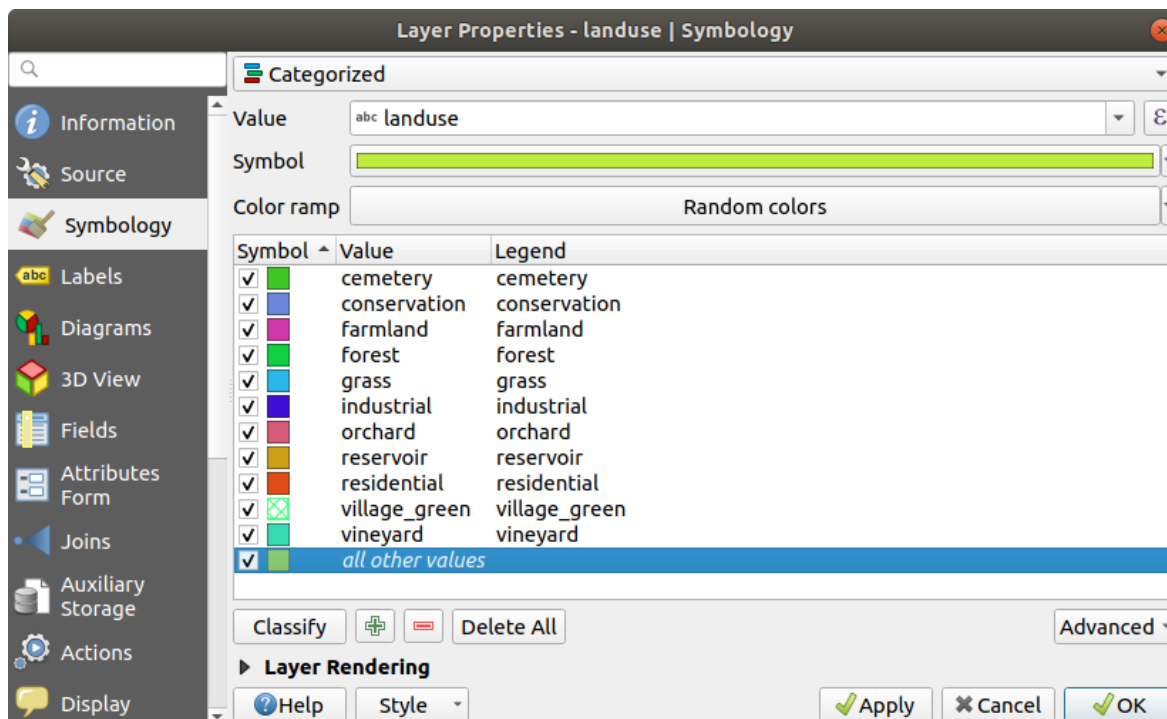 Layer Properties - landuse | Symbology
Categorized
Information
Value
abc landuse
ε
Source
Symbol
Symbology
Color ramp
Random colors
Symbol Value Legend
abc Labels
cemetery cemetery
conservation conservation
Diagrams
farmland farmland
forest forest
3D View
grass grass
industrial industrial
Fields
orchard orchard
reservoir reservoir
Attributes
Form
residential residential
village_green village_green
Joins
vineyard vineyard
all other values
Auxiliary
Storage
Classify Delete All Advanced
Actions
Layer Rendering
Display
Help Style Apply Cancel OK